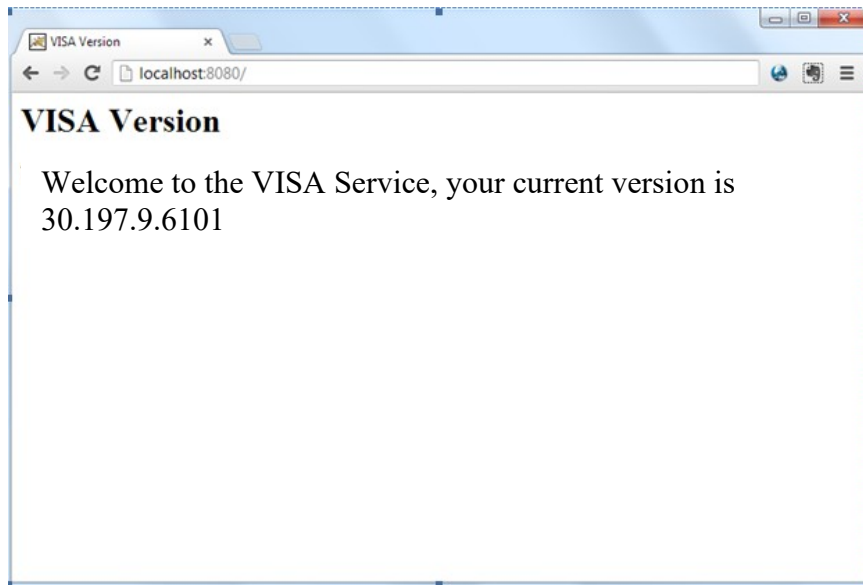 VISA Version
localhost:8080/
VISA Version
Welcome to the VISA Service, your current version is
30.197.9.6101